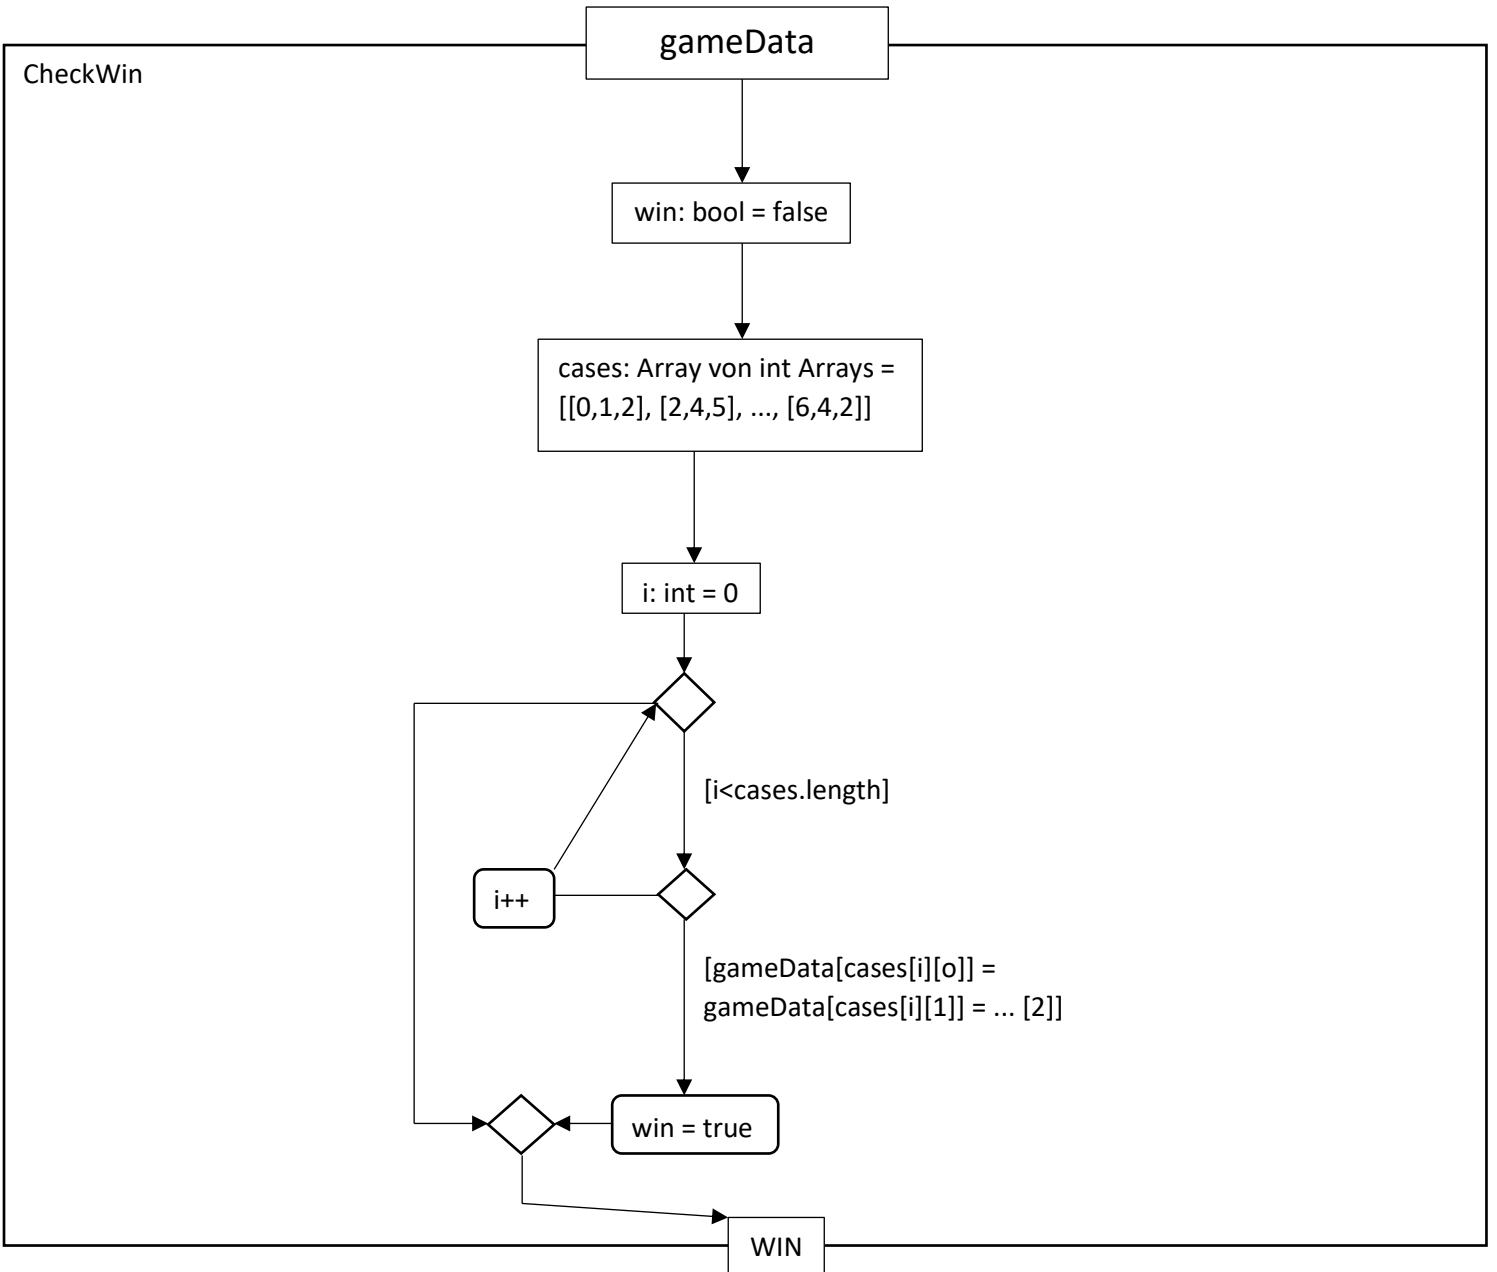 gameData
CheckWin
win: bool = false
cases: Array von int Arrays =
[[0,1,2], [2,4,5], ..., [6,4,2]]
i: int = 0
[i<cases.length]
i++
[gameData[cases[i][o]] =
gameData[cases[i][1]] = ... [2]]
win = true
WIN